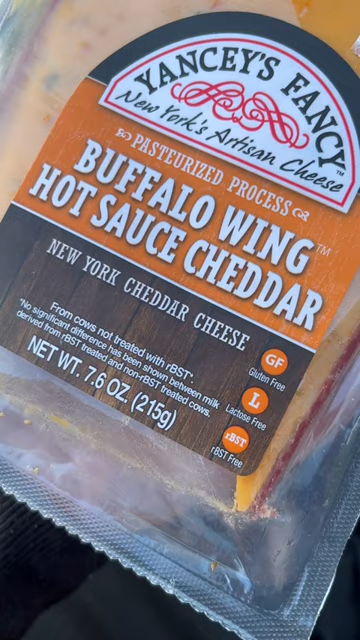 YANCEY'S FANCY™
New York's Artisan Cheese
PASTEURIZED PROCESS
BUFFALO WING™
HOT SAUCE CHEDDAR
NEW YORK CHEDDAR CHEESE
From cows not treated with rBST*.
*No significant difference has been shown between milk
derived from rBST treated and non-rBST treated cows.
NET WT. 7.6 OZ. (215g)
GF
Gluten Free
L
Lactose Free
rBST
rBST Free